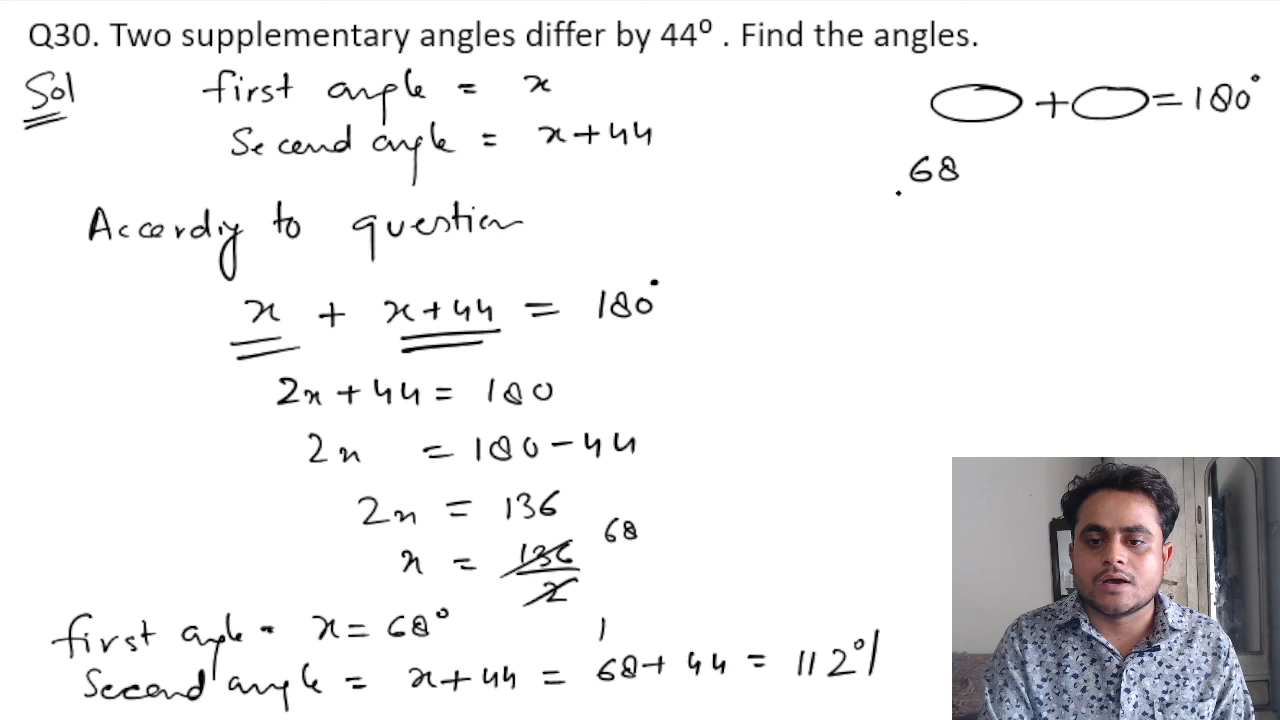 Q30. Two supplementary angles differ by 44⁰ . Find the angles.
Sol
first angle = x
Second angle = x+44
+ = 180°
.68
According to question
x + x+44 = 180°
2x+44 = 180
2x = 180-44
2x = 136
x = 136/2 68
first angle = x = 68°
1
Second angle = x+44 = 68+44 = 112°/